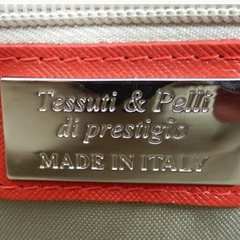 Tessuti & Pelli
di prestigio
MADE IN ITALY